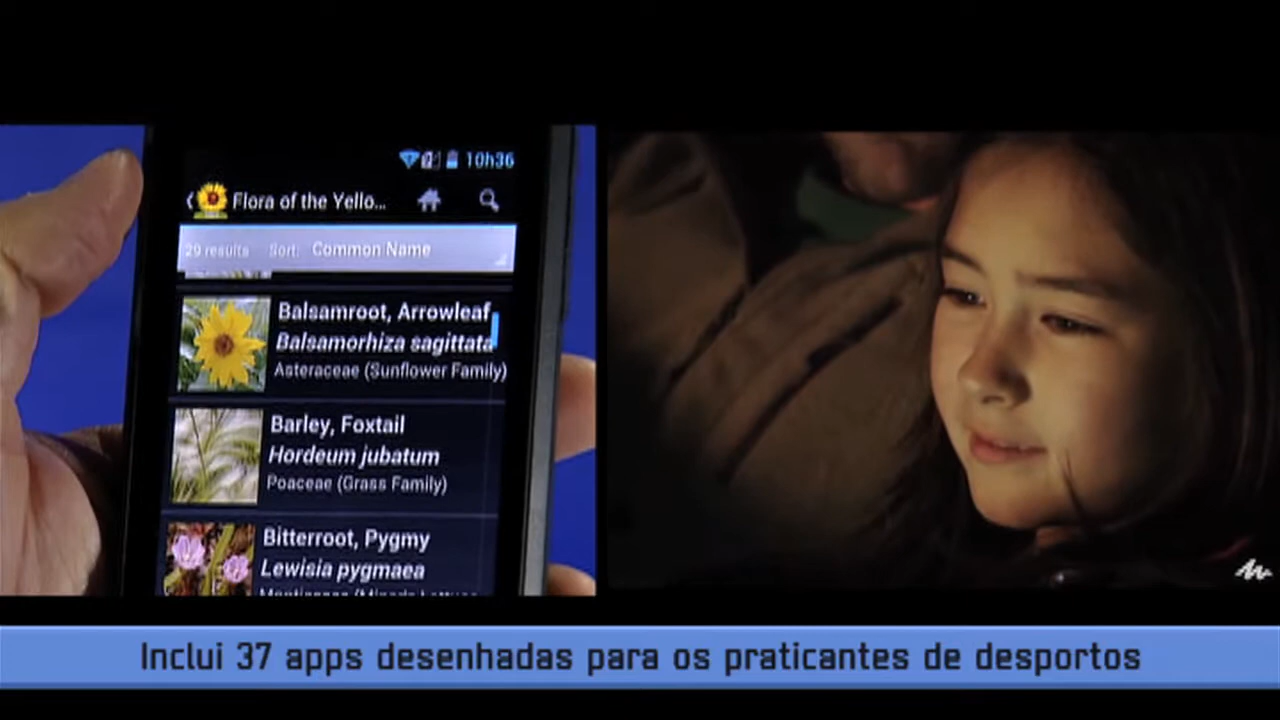 10h36
Flora of the Yello...
29 results Sort: Common Name
Balsamroot, Arrowleaf
Balsamorhiza sagittata
Asteraceae (Sunflower Family)
Barley, Foxtail
Hordeum jubatum
Poaceae (Grass Family)
Bitterroot, Pygmy
Lewisia pygmaea
Inclui 37 apps desenhadas para os praticantes de desportos